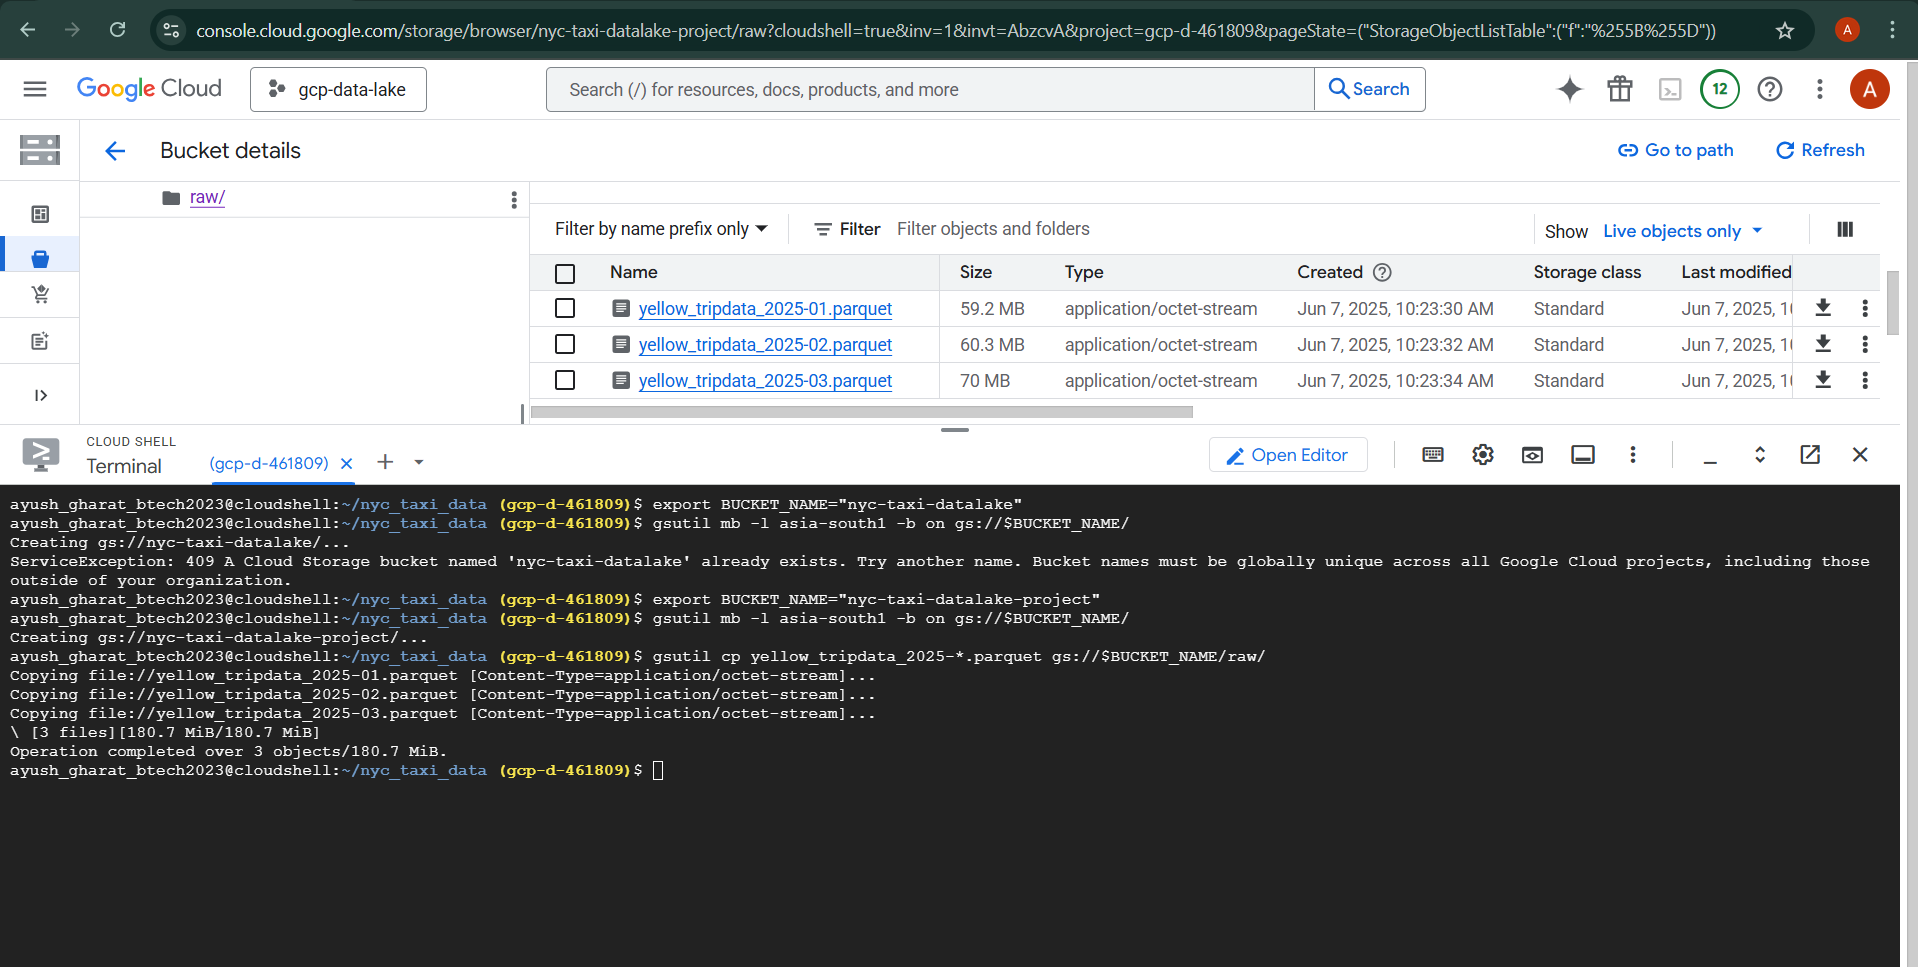 console.cloud.google.com/storage/browser/nyc-taxi-datalake-project/raw?cloudshell=true&inv=1&invt=AbzcvA&project=gcp-d-461809&pageState=("StorageObjectListTable":("f":"%255B%255D"))
A
Google Cloud
gcp-data-lake
Search (/) for resources, docs, products, and more
Search
12
A
Bucket details
Go to path
Refresh
raw/
Filter by name prefix only
Filter
Filter objects and folders
Show
Live objects only
Name Size Type Created Storage class Last modified
yellow_tripdata_2025-01.parquet 59.2 MB application/octet-stream Jun 7, 2025, 10:23:30 AM Standard Jun 7, 2025, 1
yellow_tripdata_2025-02.parquet 60.3 MB application/octet-stream Jun 7, 2025, 10:23:32 AM Standard Jun 7, 2025, 1
yellow_tripdata_2025-03.parquet 70 MB application/octet-stream Jun 7, 2025, 10:23:34 AM Standard Jun 7, 2025, 1
CLOUD SHELL
Terminal
(gcp-d-461809)
Open Editor
ayush_gharat_btech2023@cloudshell:~/nyc_taxi_data (gcp-d-461809)$ export BUCKET_NAME="nyc-taxi-datalake"
ayush_gharat_btech2023@cloudshell:~/nyc_taxi_data (gcp-d-461809)$ gsutil mb -l asia-south1 -b on gs://$BUCKET_NAME/
Creating gs://nyc-taxi-datalake/...
ServiceException: 409 A Cloud Storage bucket named 'nyc-taxi-datalake' already exists. Try another name. Bucket names must be globally unique across all Google Cloud projects, including those
outside of your organization.
ayush_gharat_btech2023@cloudshell:~/nyc_taxi_data (gcp-d-461809)$ export BUCKET_NAME="nyc-taxi-datalake-project"
ayush_gharat_btech2023@cloudshell:~/nyc_taxi_data (gcp-d-461809)$ gsutil mb -l asia-south1 -b on gs://$BUCKET_NAME/
Creating gs://nyc-taxi-datalake-project/...
ayush_gharat_btech2023@cloudshell:~/nyc_taxi_data (gcp-d-461809)$ gsutil cp yellow_tripdata_2025-*.parquet gs://$BUCKET_NAME/raw/
Copying file://yellow_tripdata_2025-01.parquet [Content-Type=application/octet-stream]...
Copying file://yellow_tripdata_2025-02.parquet [Content-Type=application/octet-stream]...
Copying file://yellow_tripdata_2025-03.parquet [Content-Type=application/octet-stream]...
\ [3 files][180.7 MiB/180.7 MiB]
Operation completed over 3 objects/180.7 MiB.
ayush_gharat_btech2023@cloudshell:~/nyc_taxi_data (gcp-d-461809)$